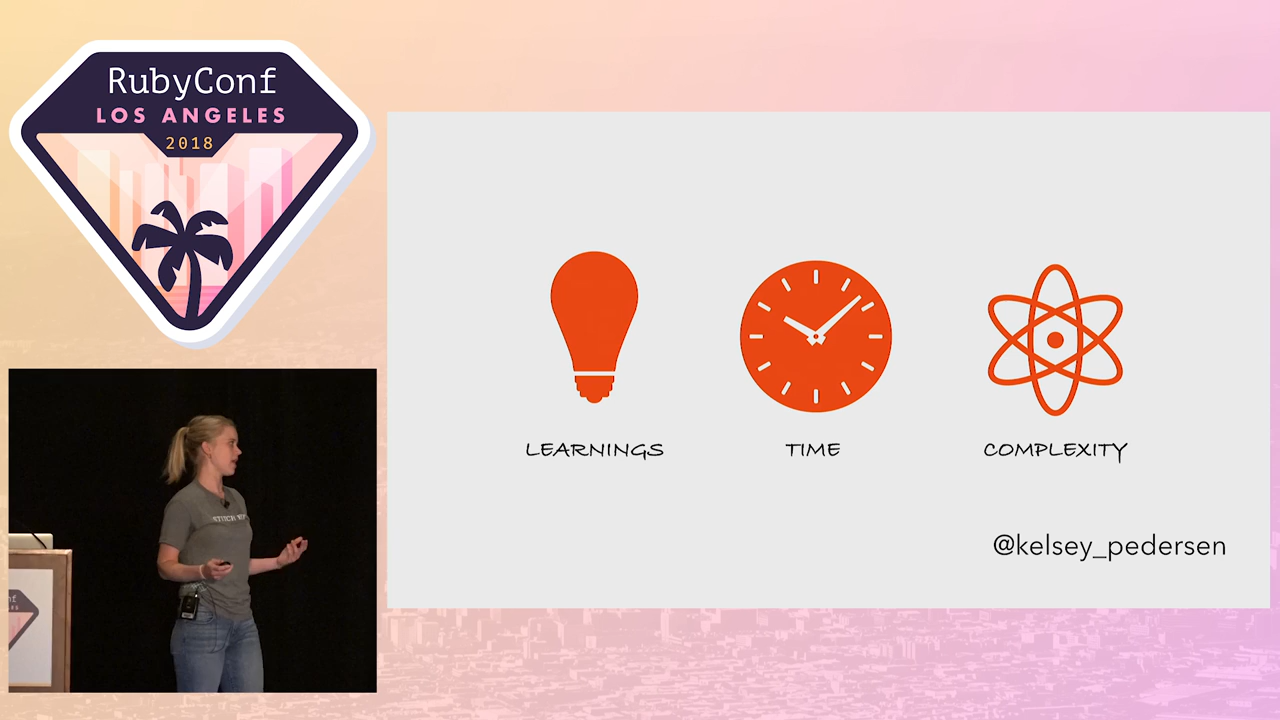 RubyConf
LOS ANGELES
2018
LEARNINGS
TIME
COMPLEXITY
@kelsey_pedersen